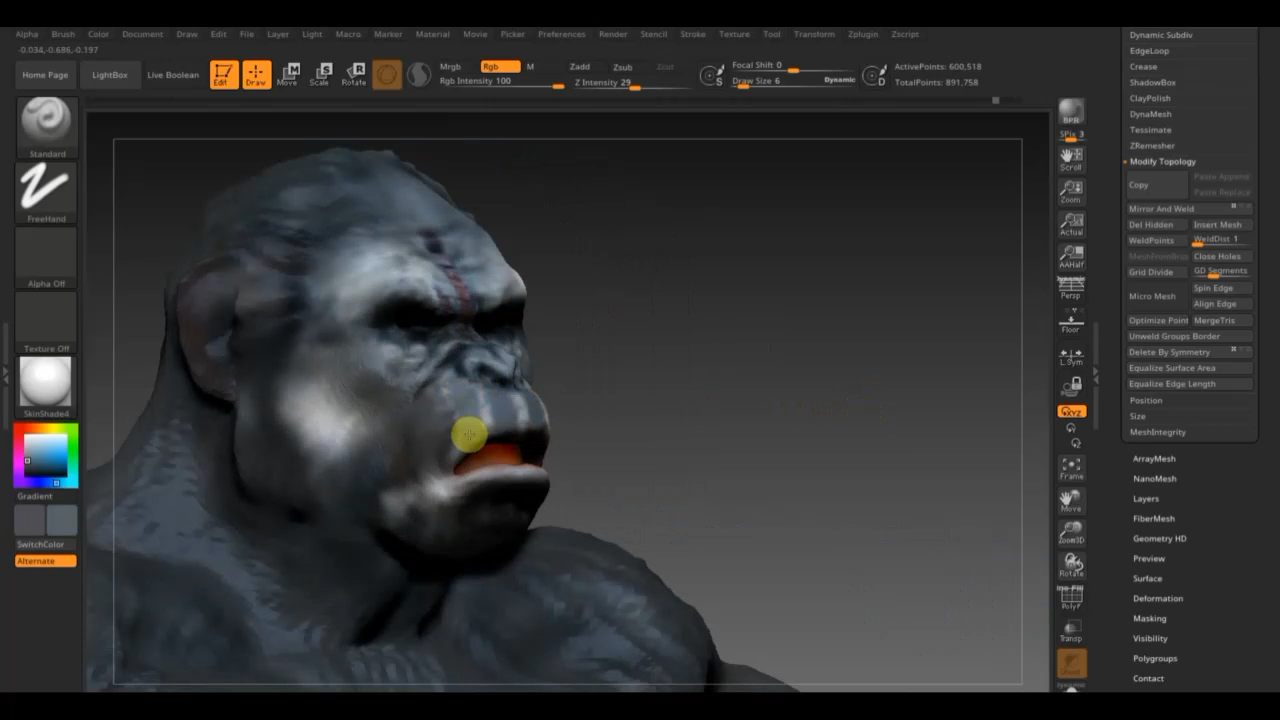 Alpha Brush Color Document Draw Edit File Layer Light Macro Marker Material Movie Picker Preferences Render Stencil Stroke Texture Tool Transform Zplugin Zscript
-0.034,-0.686,-0.197
Home Page LightBox Live Boolean Edit Draw Move Scale Rotate
Mrgb Rgb M
Rgb Intensity 100
Zadd Zsub Zcut
Z Intensity 29
S
Focal Shift 0
Draw Size 6 Dynamic
D
ActivePoints: 600,518
TotalPoints: 891,758
Standard
FreeHand
Alpha Off
Texture Off
SkinShade4
Gradient
SwitchColor
Alternate
BPR
SPix 3
Scroll
Zoom
Actual
AAHalf
Dynamic
Persp
Floor
L.Sym
XYZ
Frame
Move
Zoom3D
Rotate
Line Fill
PolyF
Transp
Dynamic
Dynamic Subdiv
EdgeLoop
Crease
ShadowBox
ClayPolish
DynaMesh
Tessimate
ZRemesher
Modify Topology
Copy
Paste Append
Paste Replace
Mirror And Weld
Del Hidden Insert Mesh
WeldPoints WeldDist 1
MeshFromBrus Close Holes
Grid Divide GD Segments
Micro Mesh
Spin Edge
Align Edge
Optimize Point MergeTris
Unweld Groups Border
Delete By Symmetry
Equalize Surface Area
Equalize Edge Length
Position
Size
MeshIntegrity
ArrayMesh
NanoMesh
Layers
FiberMesh
Geometry HD
Preview
Surface
Deformation
Masking
Visibility
Polygroups
Contact